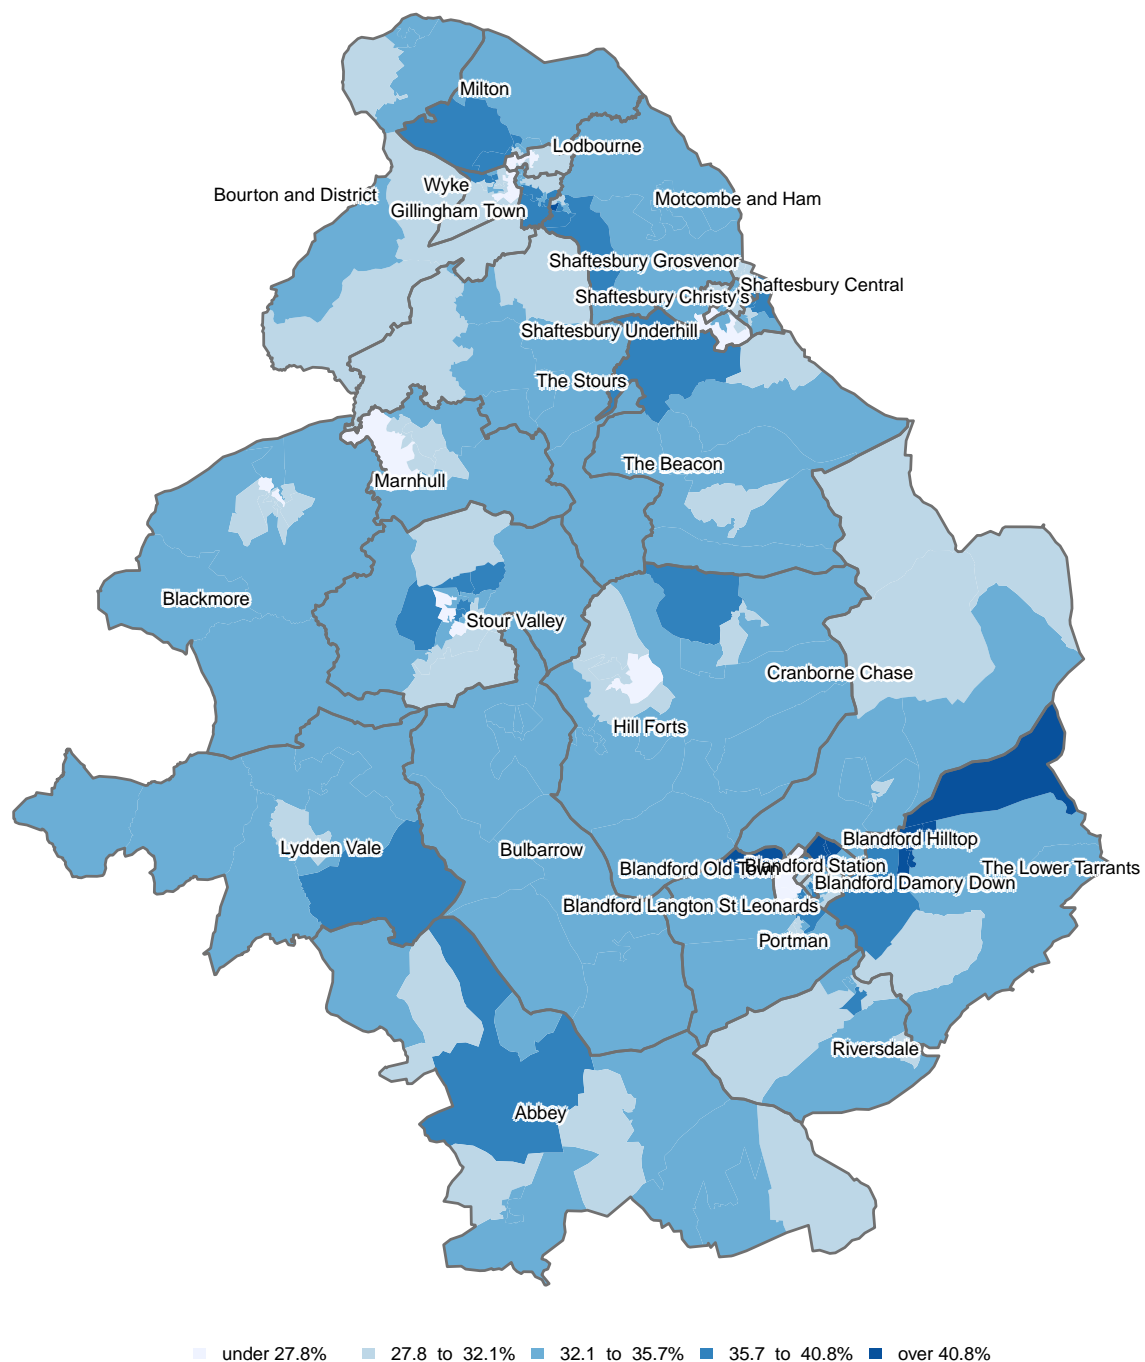 Milton
Lodbourne
Wyke
Bourton and District
Gillingham Town
Motcombe and Ham
Shaftesbury Grosvenor
Shaftesbury Central
Shaftesbury Christy's
Shaftesbury Underhill
The Stours
The Beacon
Marnhull
Blackmore
Stour Valley
Cranborne Chase
Hill Forts
Blandford Hilltop
Lydden Vale
Bulbarrow
Blandford Old Town
Blandford Station
The Lower Tarrants
Blandford Damory Down
Blandford Langton St Leonards
Portman
Riversdale
Abbey
under 27.8% 27.8 to 32.1% 32.1 to 35.7% 35.7 to 40.8% over 40.8%